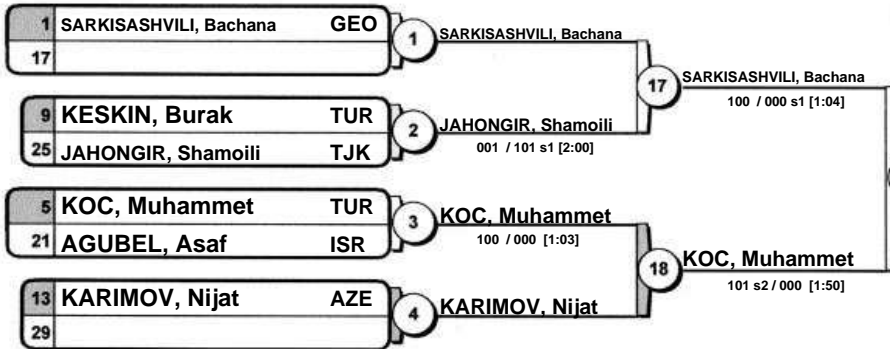 1 SARKISASHVILI, Bachana GEO
17
1
SARKISASHVILI, Bachana
9 KESKIN, Burak TUR
25 JAHONGIR, Shamoili TJK
2
JAHONGIR, Shamoili
001 / 101 s1 [2:00]
17
SARKISASHVILI, Bachana
100 / 000 s1 [1:04]
5 KOC, Muhammet TUR
21 AGUBEL, Asaf ISR
3
KOC, Muhammet
100 / 000 [1:03]
13 KARIMOV, Nijat AZE
29
4
KARIMOV, Nijat
18
KOC, Muhammet
101 s2 / 000 [1:50]